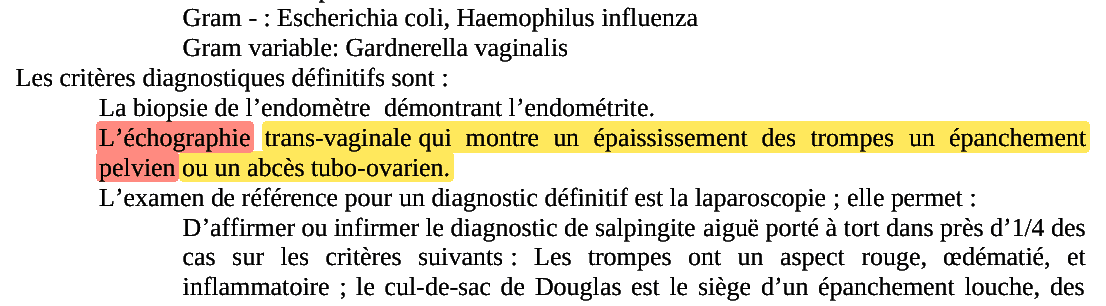 Gram - : Escherichia coli, Haemophilus influenza
Gram variable: Gardnerella vaginalis
Les critères diagnostiques définitifs sont :
La biopsie de l’endomètre démontrant l’endométrite.
L’échographie trans-vaginale qui montre un épaississement des trompes un épanchement
pelvien ou un abcès tubo-ovarien.
L’examen de référence pour un diagnostic définitif est la laparoscopie ; elle permet :
D’affirmer ou infirmer le diagnostic de salpingite aiguë porté à tort dans près d’1/4 des
cas sur les critères suivants : Les trompes ont un aspect rouge, œdématié, et
inflammatoire ; le cul-de-sac de Douglas est le siège d’un épanchement louche, des